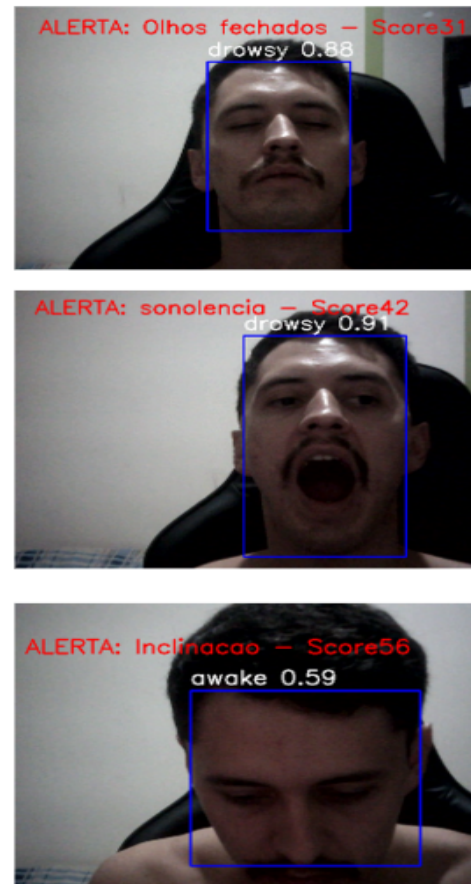 ALERTA: Olhos fechados - Score31
drowsy 0.88
ALERTA: sonolencia - Score42
drowsy 0.91
ALERTA: Inclinacao - Score56
awake 0.59